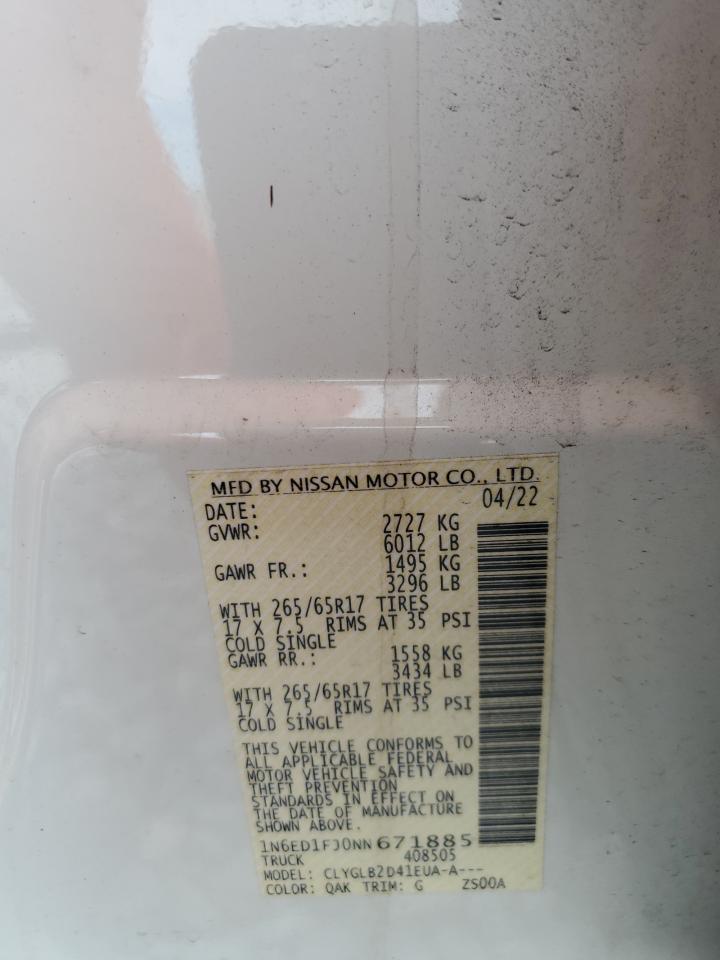 MFD BY NISSAN MOTOR CO., LTD.
DATE: 04/22
GVWR: 2727 KG
6012 LB
GAWR FR.: 1495 KG
3296 LB
WITH 265/65R17 TIRES
17 X 7.5 RIMS AT 35 PSI
COLD SINGLE
GAWR RR.: 1558 KG
3434 LB
WITH 265/65R17 TIRES
17 X 7.5 RIMS AT 35 PSI
COLD SINGLE
THIS VEHICLE CONFORMS TO
ALL APPLICABLE FEDERAL
MOTOR VEHICLE SAFETY AND
THEFT PREVENTION
STANDARDS IN EFFECT ON
THE DATE OF MANUFACTURE
SHOWN ABOVE.
1N6ED1FJ0NN671885
TRUCK 408505
MODEL: CLYGLB2D41EUA-A---
COLOR: QAK TRIM: G ZS00A